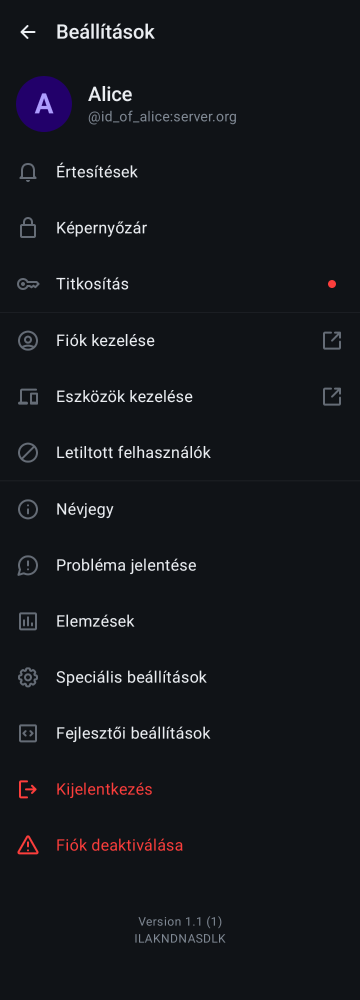 Beállítások
A
Alice
@id_of_alice:server.org
Értesítések
Képernyőzár
Titkosítás
Fiók kezelése
Eszközök kezelése
Letiltott felhasználók
Névjegy
Probléma jelentése
Elemzések
Speciális beállítások
Fejlesztői beállítások
Kijelentkezés
Fiók deaktiválása
Version 1.1 (1)
ILAKNDNASDLK